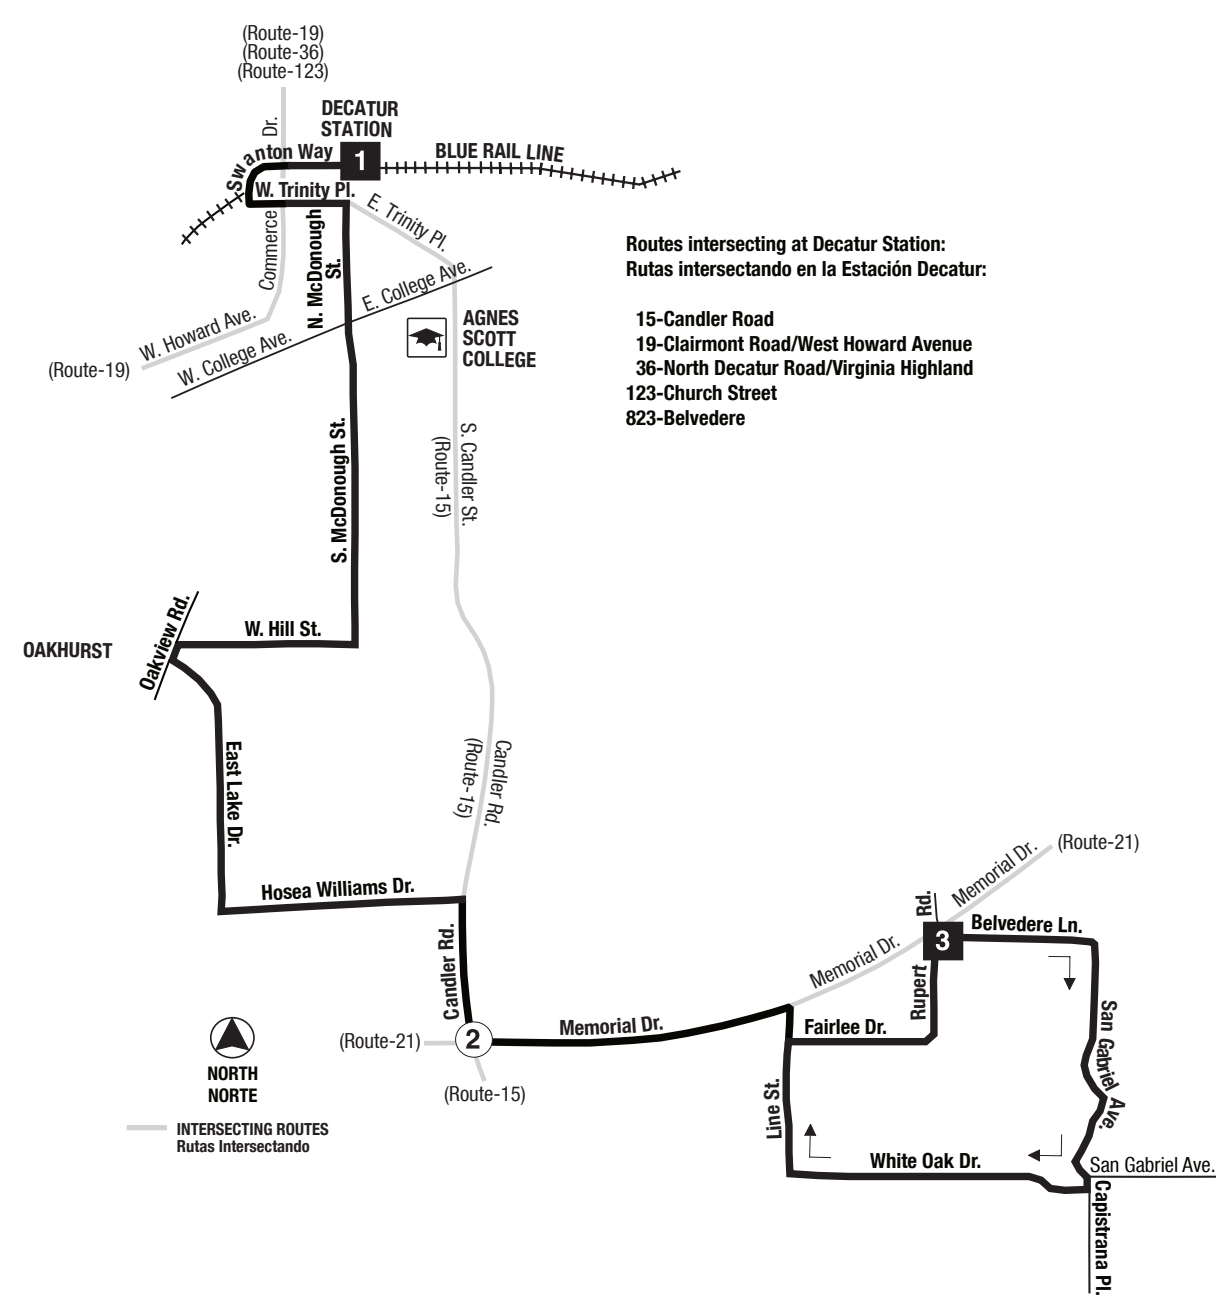 (Route-19)
(Route-36)
(Route-123)
DECATUR
STATION
Dr.
Swanton Way
1
BLUE RAIL LINE
W. Trinity Pl.
E. Trinity Pl.
Commerce
N. McDonough
St.
E. College Ave.
W. Howard Ave.
W. College Ave.
(Route-19)
AGNES
SCOTT
COLLEGE
Routes intersecting at Decatur Station:
Rutas intersectando en la Estación Decatur:
15-Candler Road
19-Clairmont Road/West Howard Avenue
36-North Decatur Road/Virginia Highland
123-Church Street
823-Belvedere
S. McDonough St.
S. Candler St.
(Route-15)
W. Hill St.
Oakview Rd.
OAKHURST
East Lake Dr.
Candler Rd.
(Route-15)
Hosea Williams Dr.
Candler Rd.
2
(Route-21)
(Route-15)
Memorial Dr.
Memorial Dr.
Memorial Dr.
(Route-21)
Rd.
3
Belvedere Ln.
Rupert
Fairlee Dr.
San Gabriel Ave.
Line St.
White Oak Dr.
San Gabriel Ave.
Capistrana Pl.
NORTH
NORTE
INTERSECTING ROUTES
Rutas Intersectando